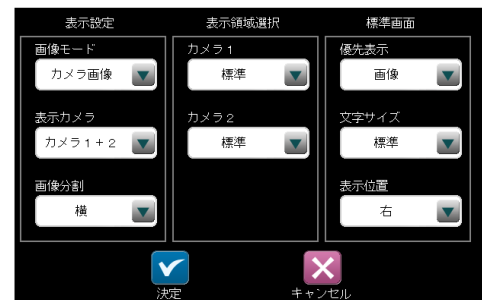 表示設定
画像モード
カメラ画像
表示カメラ
カメラ1+2
画像分割
横
表示領域選択
カメラ1
標準
カメラ2
標準
標準画面
優先表示
画像
文字サイズ
標準
表示位置
右
決定
キャンセル